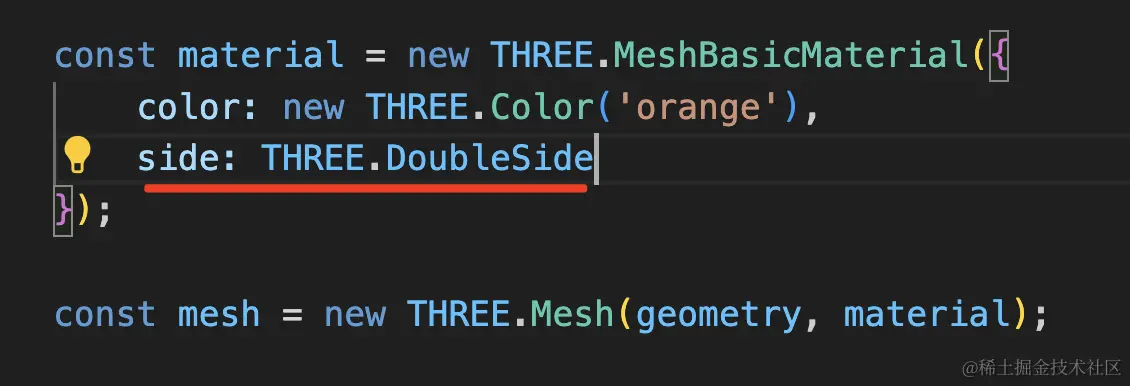 const material = new THREE.MeshBasicMaterial({
    color: new THREE.Color('orange'),
    side: THREE.DoubleSide
});
const mesh = new THREE.Mesh(geometry, material);
@稀土掘金技术社区